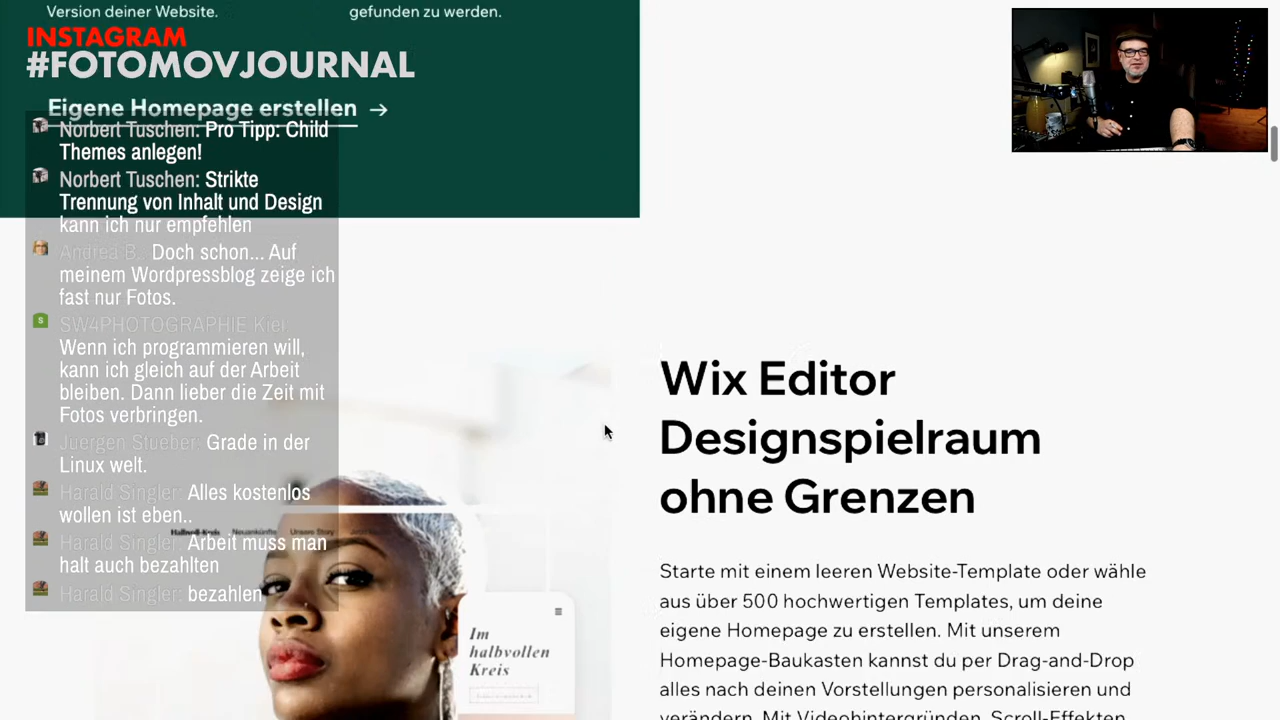 Version deiner Website.
gefunden zu werden.
INSTAGRAM
#FOTOMOVJOURNAL
Eigene Homepage erstellen →
Norbert Tuschen: Pro Tipp: Child
Themes anlegen!
Norbert Tuschen: Strikte
Trennung von Inhalt und Design
kann ich nur empfehlen
Andrea B.: Doch schon... Auf
meinem Wordpressblog zeige ich
fast nur Fotos.
SW4PHOTOGRAPHIE Kiel
Wenn ich programmieren will,
kann ich gleich auf der Arbeit
bleiben. Dann lieber die Zeit mit
Fotos verbringen.
Juergen Stueber: Grade in der
Linux welt.
Harald Singler: Alles kostenlos
wollen ist eben..
Harald Singler: Arbeit muss man
halt auch bezahlten
Harald Singler: bezahlen
Im
halbvollen
Kreis
Wix Editor
Designspielraum
ohne Grenzen
Starte mit einem leeren Website-Template oder wähle
aus über 500 hochwertigen Templates, um deine
eigene Homepage zu erstellen. Mit unserem
Homepage-Baukasten kannst du per Drag-and-Drop
alles nach deinen Vorstellungen personalisieren und
verändern. Mit Videohintergründen, Scroll-Effekten